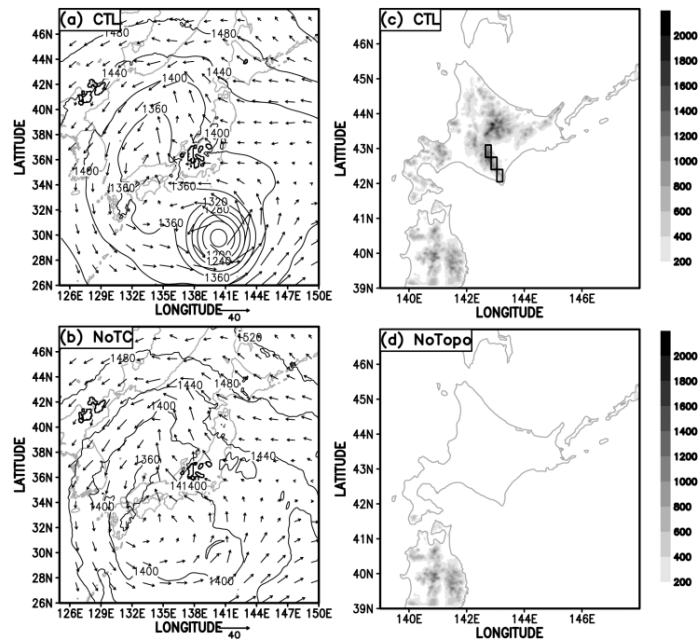 (a) CTL
46N
44N
42N
40N
38N
36N
34N
32N
30N
28N
26N
LATITUDE
1480
1480
1440
1440
1400
1360
1400
1400
1360
1360
1360
1320
1280
1200
1240
1360
126E 129E 132E 135E 138E 141E 144E 147E 150E
LONGITUDE
40
(c) CTL
46N
45N
44N
43N
42N
41N
40N
39N
LATITUDE
140E 142E 144E 146E
LONGITUDE
2000
1800
1600
1400
1200
1000
800
600
400
200
(b) NoTC
46N
44N
42N
40N
38N
36N
34N
32N
30N
28N
26N
LATITUDE
1520
1480
1440
1480
1400
1360
1440
1400
1400
1400
126E 129E 132E 135E 138E 141E 144E 147E 150E
LONGITUDE
40
(d) NoTopo
46N
45N
44N
43N
42N
41N
40N
39N
LATITUDE
140E 142E 144E 146E
LONGITUDE
2000
1800
1600
1400
1200
1000
800
600
400
200